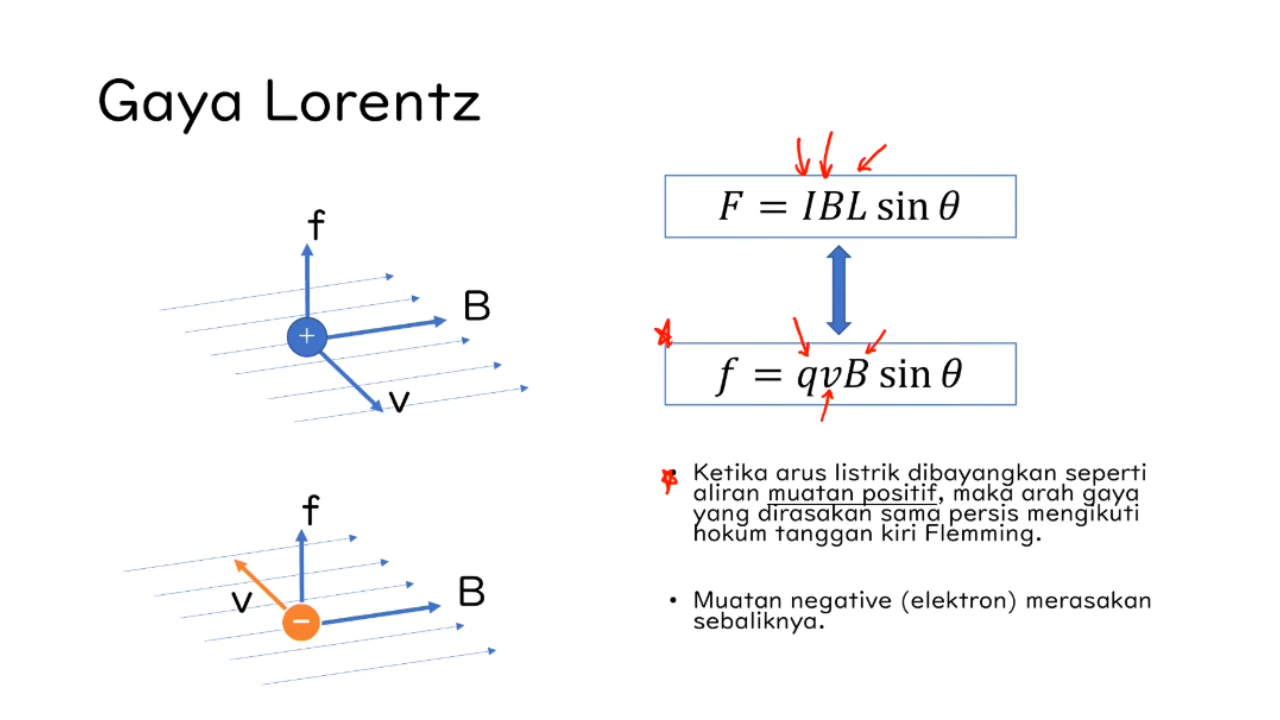 Gaya Lorentz
f
B
+
v
f
B
v
−
F = IBL sin θ
f = qvB sin θ
• Ketika arus listrik dibayangkan seperti
aliran muatan positif, maka arah gaya
yang dirasakan sama persis mengikuti
hokum tanggan kiri Flemming.
• Muatan negative (elektron) merasakan
sebaliknya.